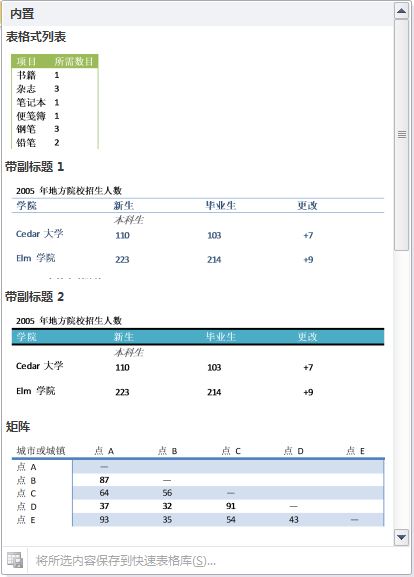 内置
表格式列表
项目 所需数目
书籍 1
杂志 3
笔记本 1
便笺簿 1
钢笔 3
铅笔 2
带副标题 1
2005 年地方院校招生人数
学院 新生 毕业生 更改
本科生
Cedar 大学 110 103 +7
Elm 学院 223 214 +9
带副标题 2
2005 年地方院校招生人数
学院 新生 毕业生 更改
本科生
Cedar 大学 110 103 +7
Elm 学院 223 214 +9
矩阵
城市或城镇 点 A 点 B 点 C 点 D 点 E
点 A —
点 B 87 —
点 C 64 56 —
点 D 37 32 91 —
点 E 93 35 54 43 —
将所选内容保存到快速表格库(S)...